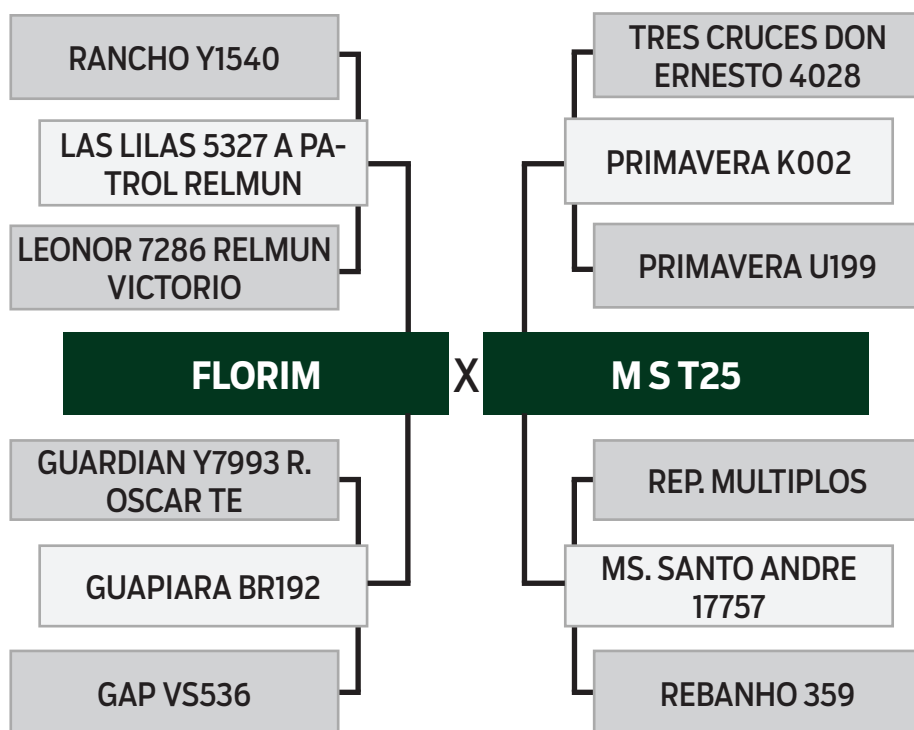 RANCHO Y1540
LAS LILAS 5327 A PA-
TROL RELMUN
LEONOR 7286 RELMUN
VICTORIO
TRES CRUCES DON
ERNESTO 4028
PRIMAVERA K002
PRIMAVERA U199
FLORIM
X
M S T25
GUARDIAN Y7993 R.
OSCAR TE
GUAPIARA BR192
GAP VS536
REP. MULTIPLOS
MS. SANTO ANDRE
17757
REBANHO 359